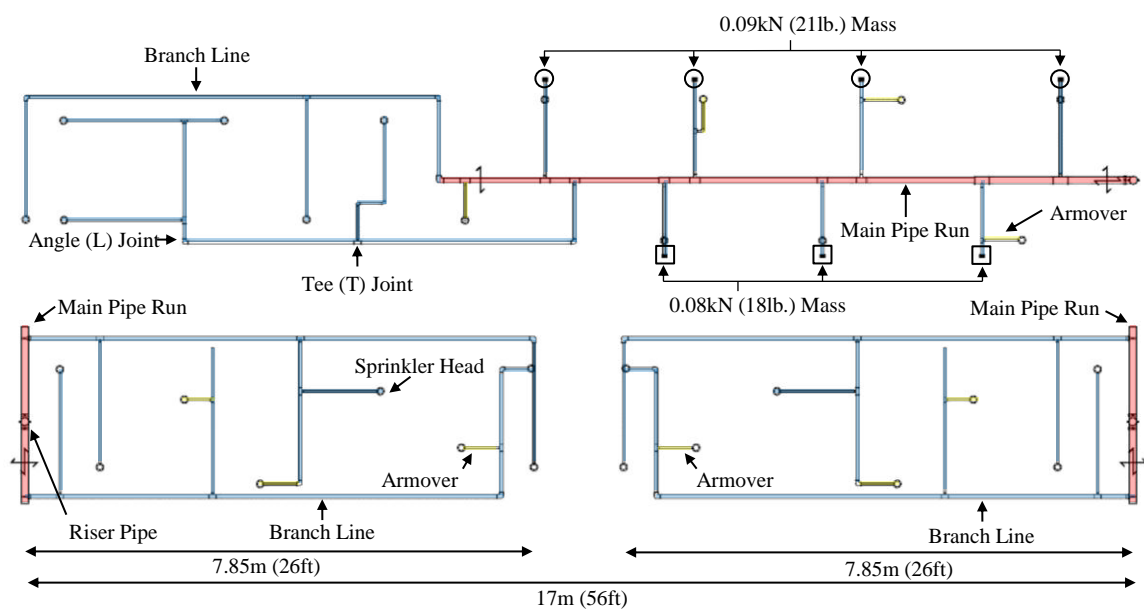 0.09kN (21lb.) Mass
Branch Line
Angle (L) Joint
Tee (T) Joint
Main Pipe Run
Armover
0.08kN (18lb.) Mass
Main Pipe Run
Main Pipe Run
Sprinkler Head
Armover
Armover
Riser Pipe
Branch Line
Branch Line
7.85m (26ft)
7.85m (26ft)
17m (56ft)